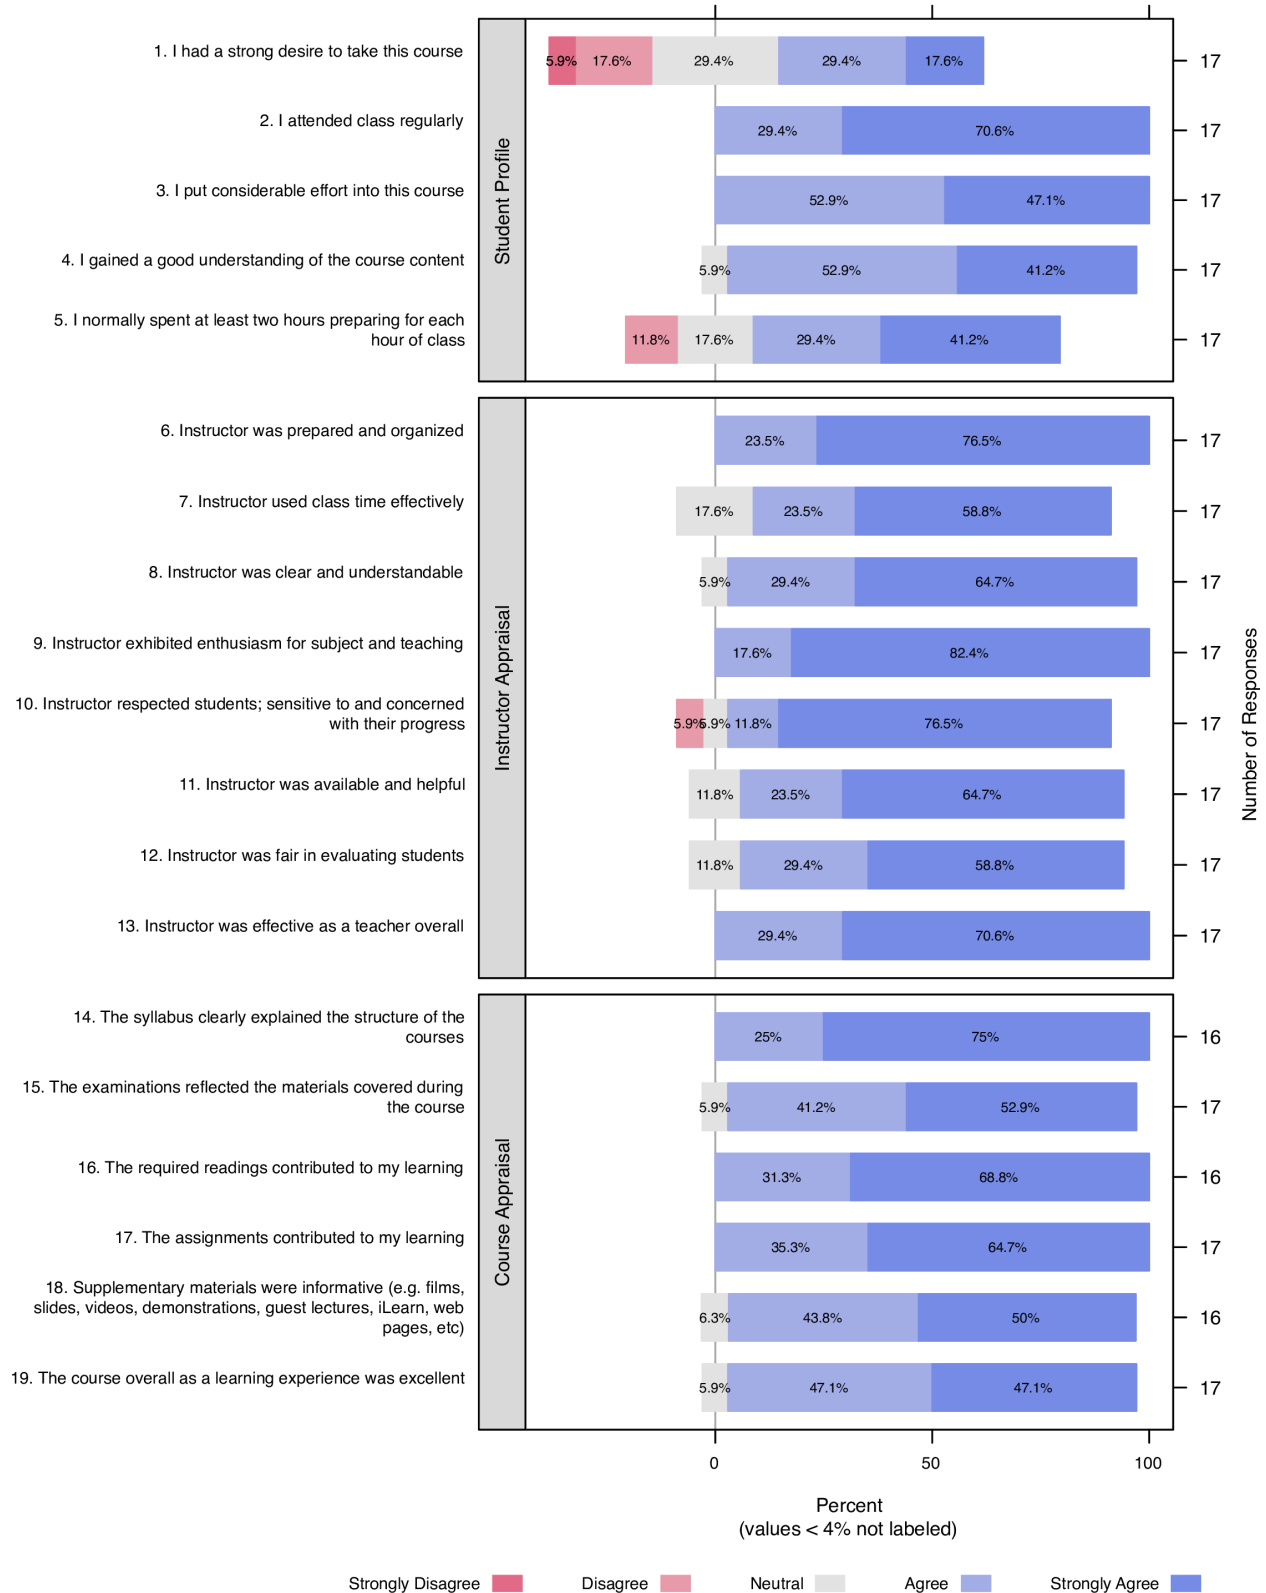 Student Profile
1. I had a strong desire to take this course
5.9% 17.6% 29.4% 29.4% 17.6% 17
2. I attended class regularly
29.4% 70.6% 17
3. I put considerable effort into this course
52.9% 47.1% 17
4. I gained a good understanding of the course content
5.9% 52.9% 41.2% 17
5. I normally spent at least two hours preparing for each
hour of class
11.8% 17.6% 29.4% 41.2% 17
Instructor Appraisal
6. Instructor was prepared and organized
23.5% 76.5% 17
7. Instructor used class time effectively
17.6% 23.5% 58.8% 17
8. Instructor was clear and understandable
5.9% 29.4% 64.7% 17
9. Instructor exhibited enthusiasm for subject and teaching
17.6% 82.4% 17
10. Instructor respected students; sensitive to and concerned
with their progress
5.9% 5.9% 11.8% 76.5% 17
11. Instructor was available and helpful
11.8% 23.5% 64.7% 17
12. Instructor was fair in evaluating students
11.8% 29.4% 58.8% 17
13. Instructor was effective as a teacher overall
29.4% 70.6% 17
Course Appraisal
14. The syllabus clearly explained the structure of the
courses
25% 75% 16
15. The examinations reflected the materials covered during
the course
5.9% 41.2% 52.9% 17
16. The required readings contributed to my learning
31.3% 68.8% 16
17. The assignments contributed to my learning
35.3% 64.7% 17
18. Supplementary materials were informative (e.g. films,
slides, videos, demonstrations, guest lectures, iLearn, web
pages, etc)
6.3% 43.8% 50% 16
19. The course overall as a learning experience was excellent
5.9% 47.1% 47.1% 17
Number of Responses
0 50 100
Percent
(values < 4% not labeled)
Strongly Disagree Disagree Neutral Agree Strongly Agree